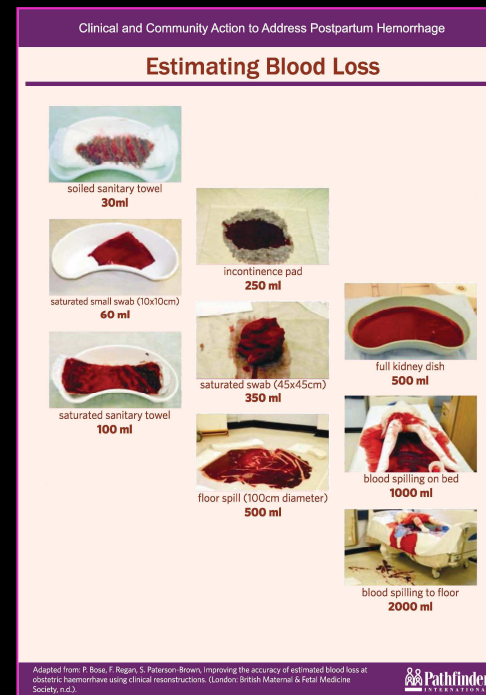 Clinical and Community Action to Address Postpartum Hemorrhage
Estimating Blood Loss
soiled sanitary towel
30ml
saturated small swab (10x10cm)
60 ml
saturated sanitary towel
100 ml
incontinence pad
250 ml
saturated swab (45x45cm)
350 ml
floor spill (100cm diameter)
500 ml
full kidney dish
500 ml
blood spilling on bed
1000 ml
blood spilling to floor
2000 ml
Adapted from: P. Bose, F. Regan, S. Paterson-Brown, Improving the accuracy of estimated blood loss at
obstetric haemorrhave using clinical resonstructions. (London: British Maternal & Fetal Medicine
Society, n.d.).
Pathfinder
INTERNATIONAL